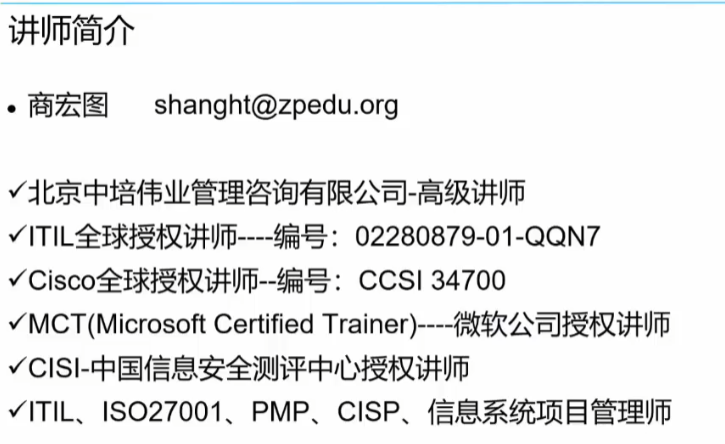 讲师简介
• 商宏图 shanght@zpedu.org
✓北京中培伟业管理咨询有限公司-高级讲师
✓ITIL全球授权讲师----编号：02280879-01-QQN7
✓Cisco全球授权讲师--编号：CCSI 34700
✓MCT(Microsoft Certified Trainer)----微软公司授权讲师
✓CISI-中国信息安全测评中心授权讲师
✓ITIL、ISO27001、PMP、CISP、信息系统项目管理师